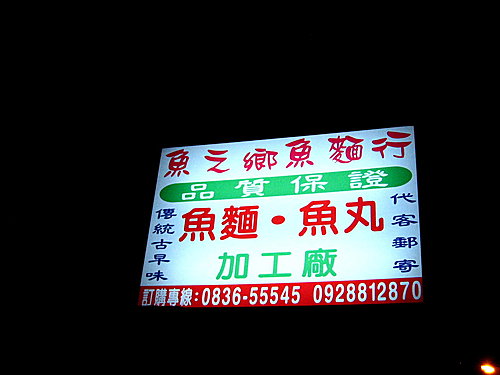 魚之鄉魚麵行
品質保證
傳統古早味
魚麵·魚丸
代客郵寄
加工廠
訂購專線:0836-55545 0928812870